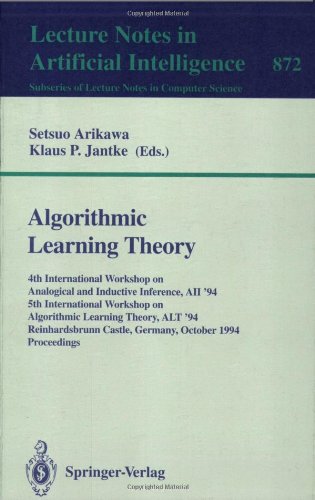 Lecture Notes in
Artificial Intelligence 872
Subseries of Lecture Notes in Computer Science
Setsuo Arikawa
Klaus P. Jantke (Eds.)
Algorithmic
Learning Theory
4th International Workshop on
Analogical and Inductive Inference, AII '94
5th International Workshop on
Algorithmic Learning Theory, ALT '94
Reinhardsbrunn Castle, Germany, October 1994
Proceedings
Springer-Verlag